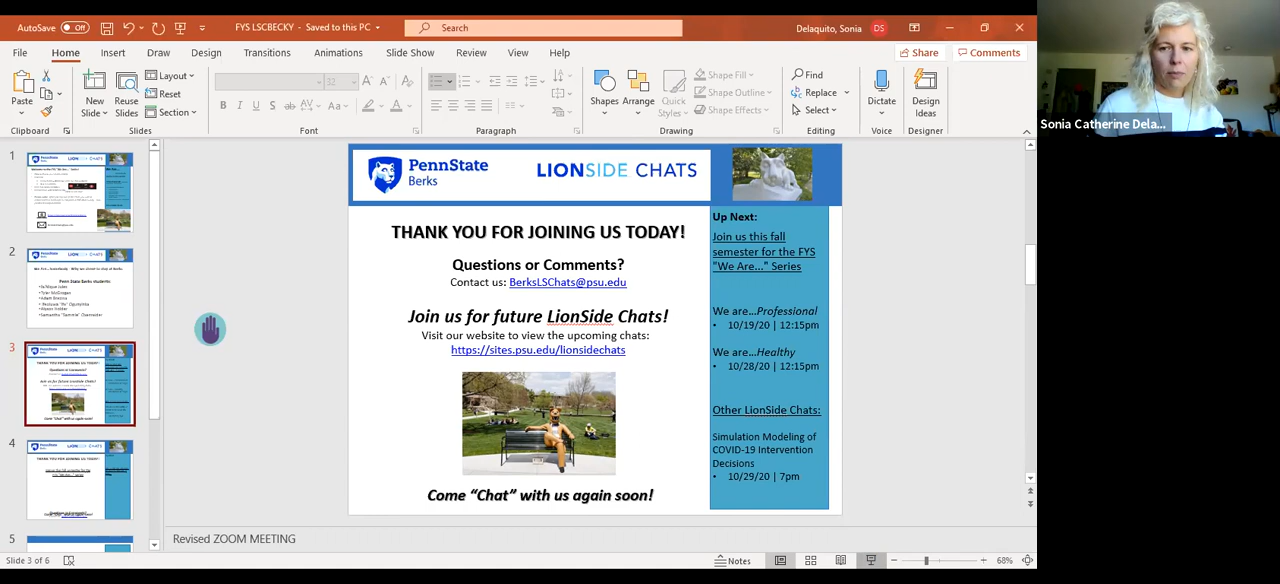 AutoSave Off
FYS LSCBECKY - Saved to this PC
Search
Delaquito, Sonia DS
File Home Insert Draw Design Transitions Animations Slide Show Review View Help
Share Comments
Paste
Clipboard
New Slide
Reuse Slides
Layout
Reset
Section
Slides
32
Font
Paragraph
Shapes
Arrange
Quick Styles
Shape Fill
Shape Outline
Shape Effects
Drawing
Find
Replace
Select
Editing
Dictate
Voice
Design Ideas
Designer
Sonia Catherine Dela...
1
2
3
4
5
PennState
Berks
LIONSIDE CHATS
THANK YOU FOR JOINING US TODAY!
Questions or Comments?
Contact us: BerksLSChats@psu.edu
Join us for future LionSide Chats!
Visit our website to view the upcoming chats:
https://sites.psu.edu/lionsidechats
Come “Chat” with us again soon!
Up Next:
Join us this fall
semester for the FYS
"We Are..." Series
We are...Professional
• 10/19/20 | 12:15pm
We are...Healthy
• 10/28/20 | 12:15pm
Other LionSide Chats:
Simulation Modeling of
COVID-19 Intervention
Decisions
• 10/29/20 | 7pm
Revised ZOOM MEETING
Slide 3 of 6
Notes
68%